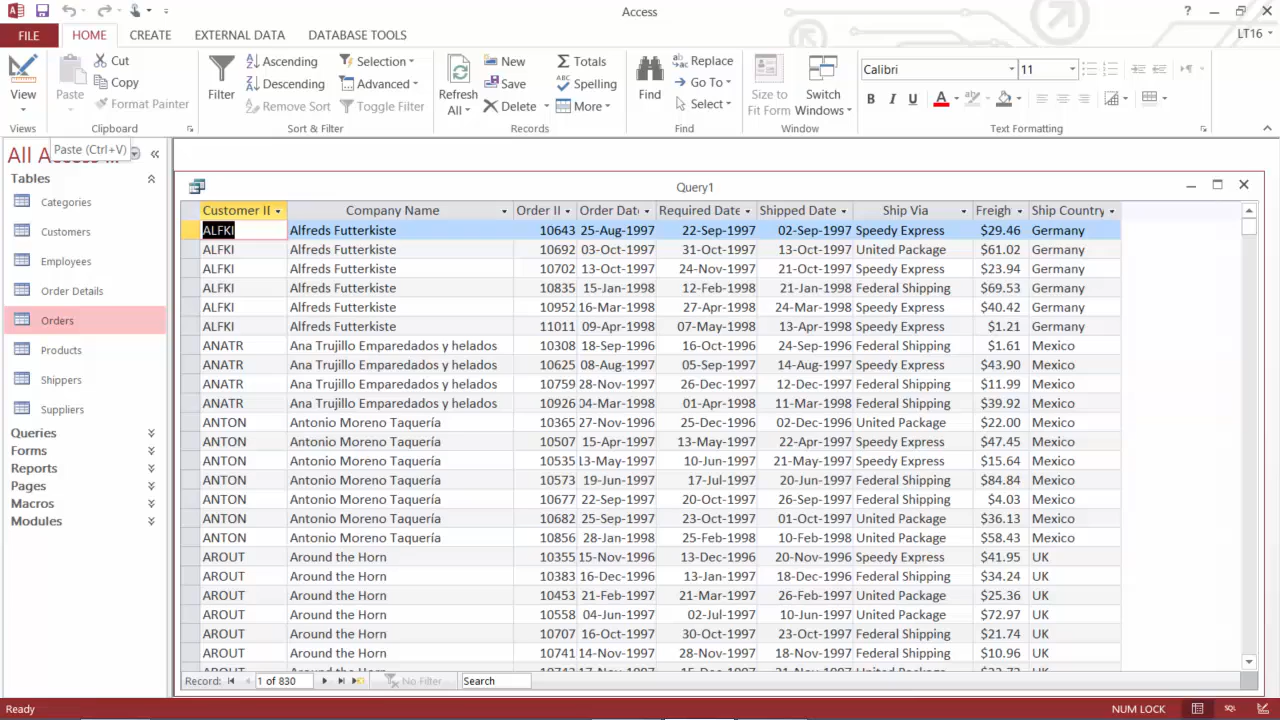 Access
? LT16
FILE HOME CREATE EXTERNAL DATA DATABASE TOOLS
View
Views
Paste
Cut
Copy
Format Painter
Clipboard
Filter
Ascending
Descending
Remove Sort
Selection
Advanced
Toggle Filter
Sort & Filter
Refresh
All
New
Save
Delete
Totals
Spelling
More
Records
Find
Replace
Go To
Select
Find
Size to
Fit Form
Switch
Windows
Window
Calibri 11
B I U A
Text Formatting
All A
Paste (Ctrl+V)
Tables
Categories
Customers
Employees
Order Details
Orders
Products
Shippers
Suppliers
Queries
Forms
Reports
Pages
Macros
Modules
Query1
Customer ID Company Name Order ID Order Date Required Date Shipped Date Ship Via Freigh Ship Country
ALFKI Alfreds Futterkiste 10643 25-Aug-1997 22-Sep-1997 02-Sep-1997 Speedy Express $29.46 Germany
ALFKI Alfreds Futterkiste 10692 03-Oct-1997 31-Oct-1997 13-Oct-1997 United Package $61.02 Germany
ALFKI Alfreds Futterkiste 10702 13-Oct-1997 24-Nov-1997 21-Oct-1997 Speedy Express $23.94 Germany
ALFKI Alfreds Futterkiste 10835 15-Jan-1998 12-Feb-1998 21-Jan-1998 Federal Shipping $69.53 Germany
ALFKI Alfreds Futterkiste 10952 16-Mar-1998 27-Apr-1998 24-Mar-1998 Speedy Express $40.42 Germany
ALFKI Alfreds Futterkiste 11011 09-Apr-1998 07-May-1998 13-Apr-1998 Speedy Express $1.21 Germany
ANATR Ana Trujillo Emparedados y helados 10308 18-Sep-1996 16-Oct-1996 24-Sep-1996 Federal Shipping $1.61 Mexico
ANATR Ana Trujillo Emparedados y helados 10625 08-Aug-1997 05-Sep-1997 14-Aug-1997 Speedy Express $43.90 Mexico
ANATR Ana Trujillo Emparedados y helados 10759 28-Nov-1997 26-Dec-1997 12-Dec-1997 Federal Shipping $11.99 Mexico
ANATR Ana Trujillo Emparedados y helados 10926 04-Mar-1998 01-Apr-1998 11-Mar-1998 Federal Shipping $39.92 Mexico
ANTON Antonio Moreno Taquería 10365 27-Nov-1996 25-Dec-1996 02-Dec-1996 United Package $22.00 Mexico
ANTON Antonio Moreno Taquería 10507 15-Apr-1997 13-May-1997 22-Apr-1997 Speedy Express $47.45 Mexico
ANTON Antonio Moreno Taquería 10535 13-May-1997 10-Jun-1997 21-May-1997 Speedy Express $15.64 Mexico
ANTON Antonio Moreno Taquería 10573 19-Jun-1997 17-Jul-1997 20-Jun-1997 Federal Shipping $84.84 Mexico
ANTON Antonio Moreno Taquería 10677 22-Sep-1997 20-Oct-1997 26-Sep-1997 Federal Shipping $4.03 Mexico
ANTON Antonio Moreno Taquería 10682 25-Sep-1997 23-Oct-1997 01-Oct-1997 United Package $36.13 Mexico
ANTON Antonio Moreno Taquería 10856 28-Jan-1998 25-Feb-1998 10-Feb-1998 United Package $58.43 Mexico
AROUT Around the Horn 10355 15-Nov-1996 13-Dec-1996 20-Nov-1996 Speedy Express $41.95 UK
AROUT Around the Horn 10383 16-Dec-1996 13-Jan-1997 18-Dec-1996 Federal Shipping $34.24 UK
AROUT Around the Horn 10453 21-Feb-1997 21-Mar-1997 26-Feb-1997 United Package $25.36 UK
AROUT Around the Horn 10558 04-Jun-1997 02-Jul-1997 10-Jun-1997 United Package $72.97 UK
AROUT Around the Horn 10707 16-Oct-1997 30-Oct-1997 23-Oct-1997 Federal Shipping $21.74 UK
AROUT Around the Horn 10741 14-Nov-1997 28-Nov-1997 18-Nov-1997 Federal Shipping $10.96 UK
Record: 1 of 830 No Filter Search
Ready NUM LOCK